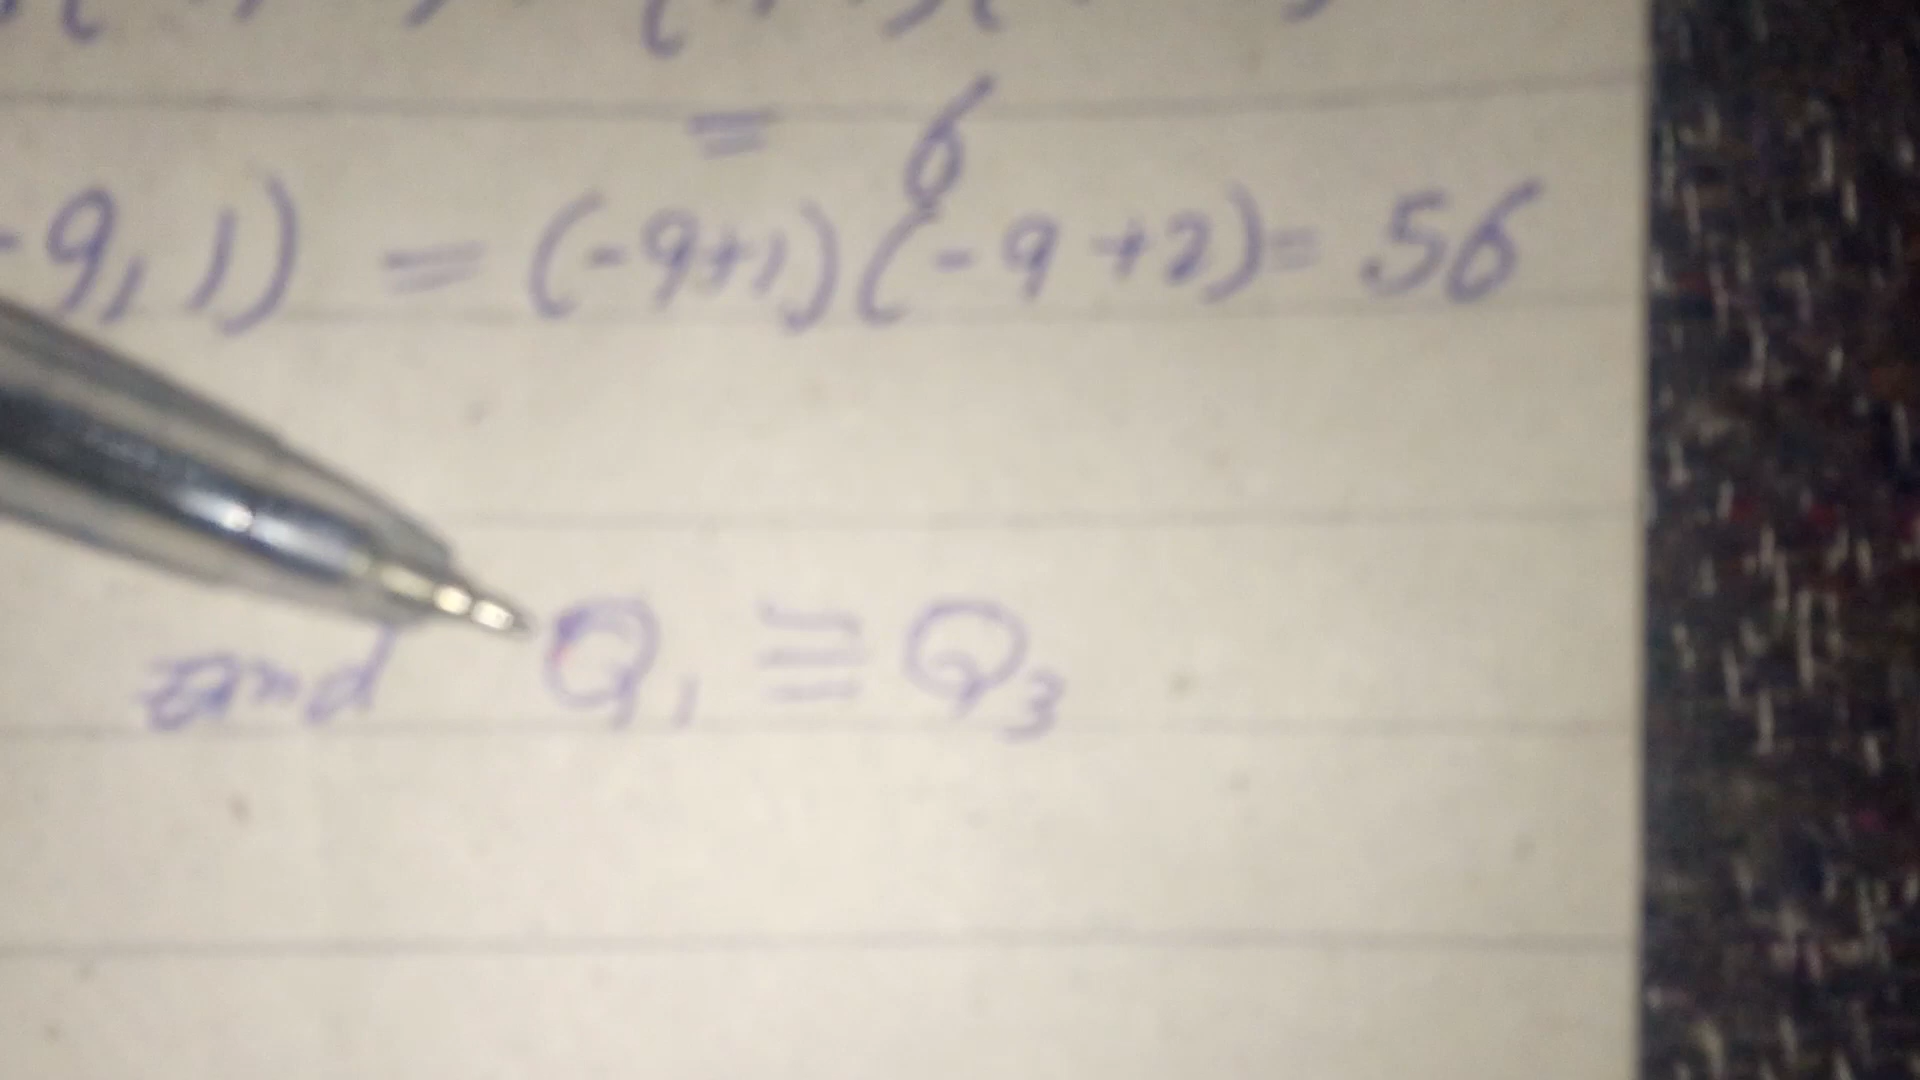 = 6
-9, 1) = (-9+1)(-9+2) = 56
and Q₁ ≅ Q₃